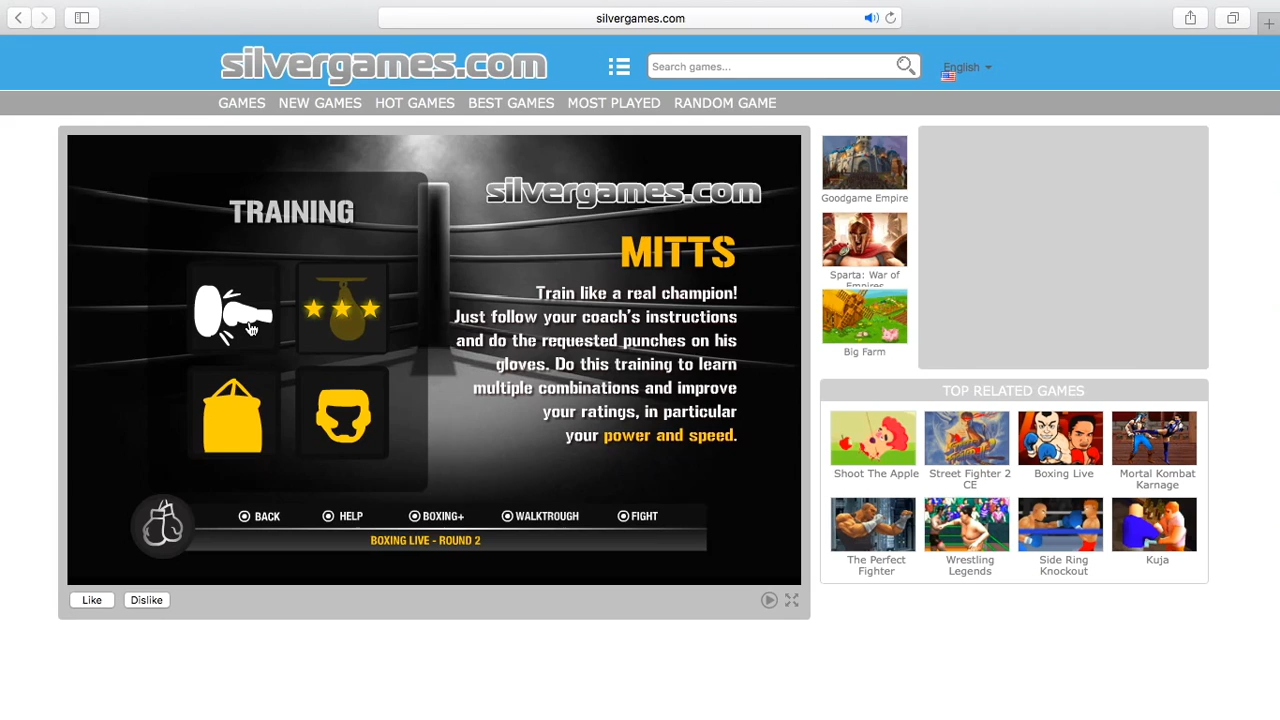 silvergames.com
silvergames.com
Search games...
English
GAMES NEW GAMES HOT GAMES BEST GAMES MOST PLAYED RANDOM GAME
silvergames.com
TRAINING
MITTS
Train like a real champion!
Just follow your coach's instructions
and do the requested punches on his
gloves. Do this training to learn
multiple combinations and improve
your ratings, in particular
your power and speed.
BACK HELP BOXING+ WALKTROUGH FIGHT
BOXING LIVE - ROUND 2
Like Dislike
Goodgame Empire
Sparta: War of
Empires
Big Farm
TOP RELATED GAMES
Shoot The Apple
Street Fighter 2
CE
Boxing Live
Mortal Kombat
Karnage
The Perfect
Fighter
Wrestling
Legends
Side Ring
Knockout
Kuja